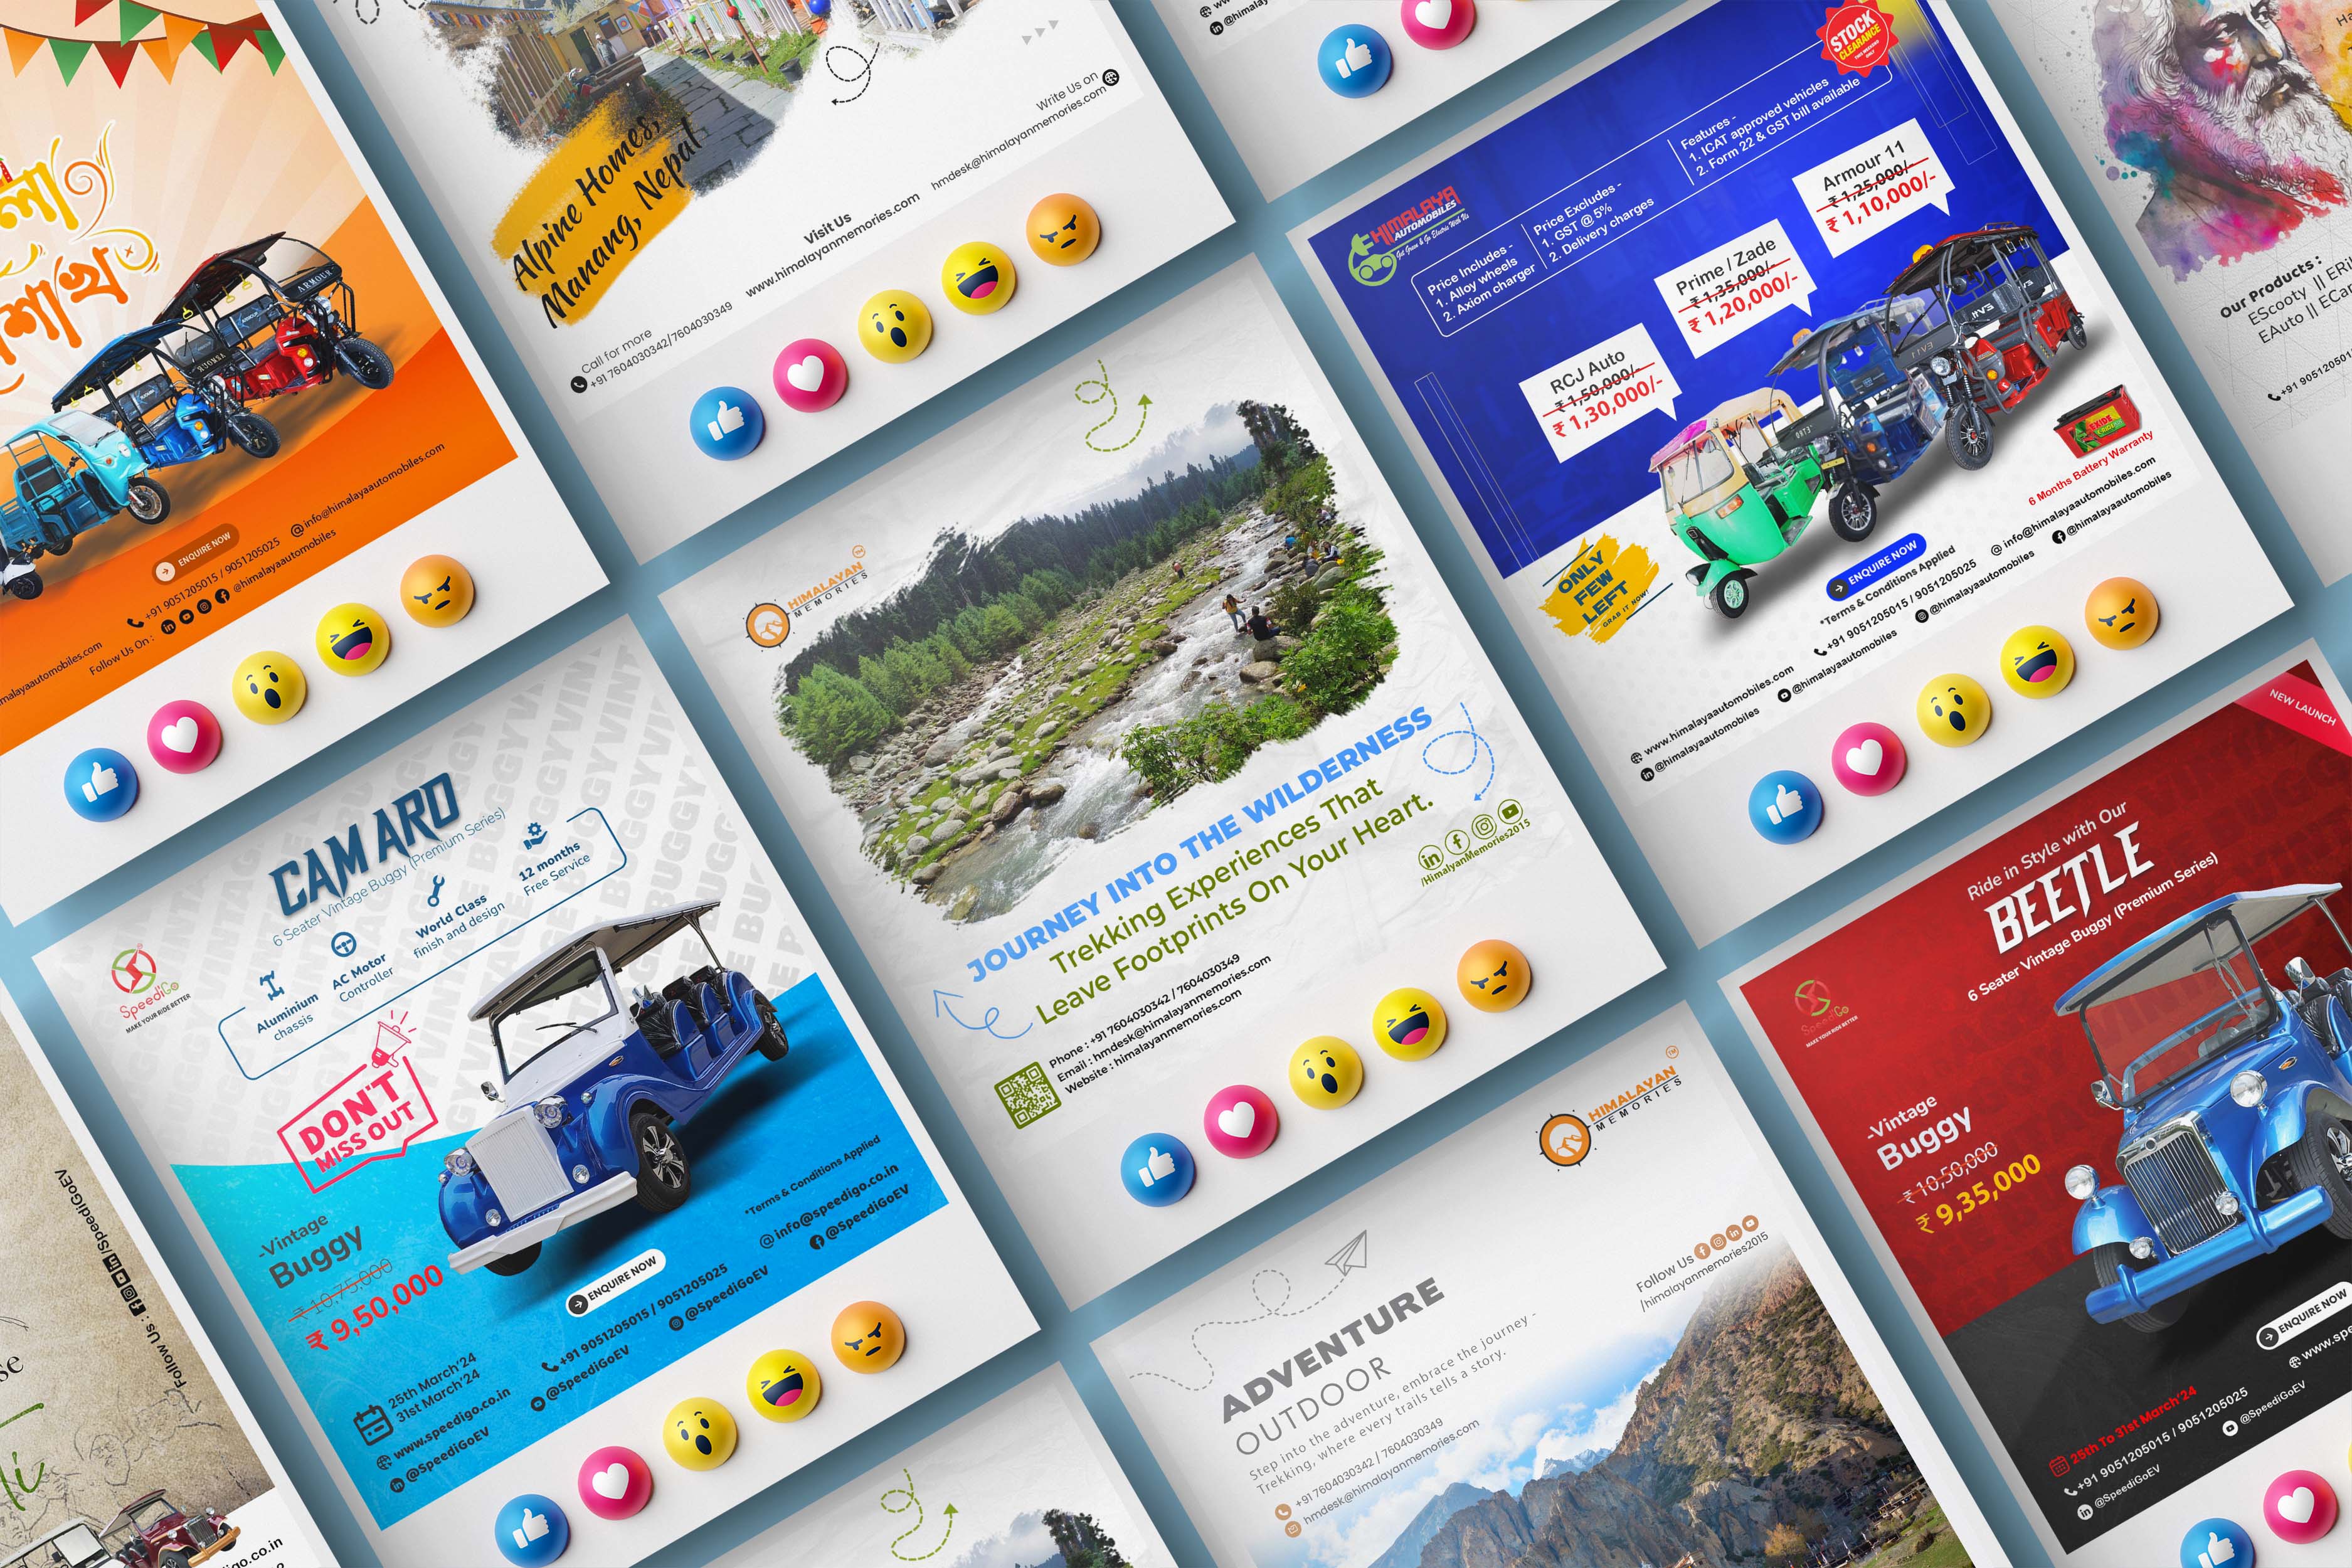 লা
শাখ
ARMOUR
ENQUIRE NOW
+91 9051205015 / 9051205025
@ info@himalayaautomobiles.com
Follow Us On :
@himalayaautomobiles
Alpine Homes,
Manang, Nepal
Call for more
+91 7604030342/7604030349
Visit Us
www.himalayanmemories.com
Write Us on
hmdesk@himalayanmemories.com
HIMALAYA
AUTOMOBILES
Go Green & Go Electric With Us
STOCK
CLEARANCE
Price Includes -
1. Alloy wheels
2. Axiom charger
Price Excludes -
1. GST @ 5%
2. Delivery charges
Features -
1. ICAT approved vehicles
2. Form 22 & GST bill available
RCJ Auto
₹ 1,50,000/-
₹ 1,30,000/-
Prime / Zade
₹ 1,35,000/-
₹ 1,20,000/-
Armour 11
₹ 1,25,000/-
₹ 1,10,000/-
EXIDE
6 Months Battery Warranty
ONLY
FEW
LEFT
GRAB IT NOW!
ENQUIRE NOW
*Terms & Conditions Applied
+91 9051205015 / 9051205025
@ info@himalayaautomobiles.com
www.himalayaautomobiles.com
@himalayaautomobiles
@himalayaautomobiles
@himalayaautomobiles
@himalayaautomobiles
Our Products :
EScooty || ERi
EAuto || ECar
+91 90512050
HIMALAYAN
MEMORIES
JOURNEY INTO THE WILDERNESS
Trekking Experiences That
Leave Footprints On Your Heart.
/HimalyanMemories2015
Phone : +91 7604030342 / 7604030349
Email : hmdesk@himalayanmemories.com
Website : himalayanmemories.com
SpeediGo
MAKE YOUR RIDE BETTER
CAMARO
6 Seater Vintage Buggy (Premium Series)
Aluminium
chassis
AC Motor
Controller
World Class
finish and design
12 months
Free Service
DON'T
MISS OUT
-Vintage
Buggy
₹ 10,75,000
₹ 9,50,000
ENQUIRE NOW
*Terms & Conditions Applied
25th March'24
31st March'24
+91 9051205015 / 9051205025
@ info@speedigo.co.in
www.speedigo.co.in
@SpeediGoEV
@SpeediGoEV
@SpeediGoEV
@SpeediGoEV
Follow Us :
/SpeediGoEV
HIMALAYAN
MEMORIES
Follow Us
/himalayanmemories2015
ADVENTURE
OUTDOOR
Step into the adventure, embrace the journey -
Trekking, where every trails tells a story.
+91 7604030342 / 7604030349
hmdesk@himalayanmemories.com
NEW LAUNCH
SpeediGo
MAKE YOUR RIDE BETTER
Ride in Style with Our
BEETLE
6 Seater Vintage Buggy (Premium Series)
-Vintage
Buggy
₹ 10,50,000
₹ 9,35,000
ENQUIRE NOW
25th To 31st March'24
+91 9051205015 / 9051205025
www.spe
@SpeediGoEV
@SpeediGoEV